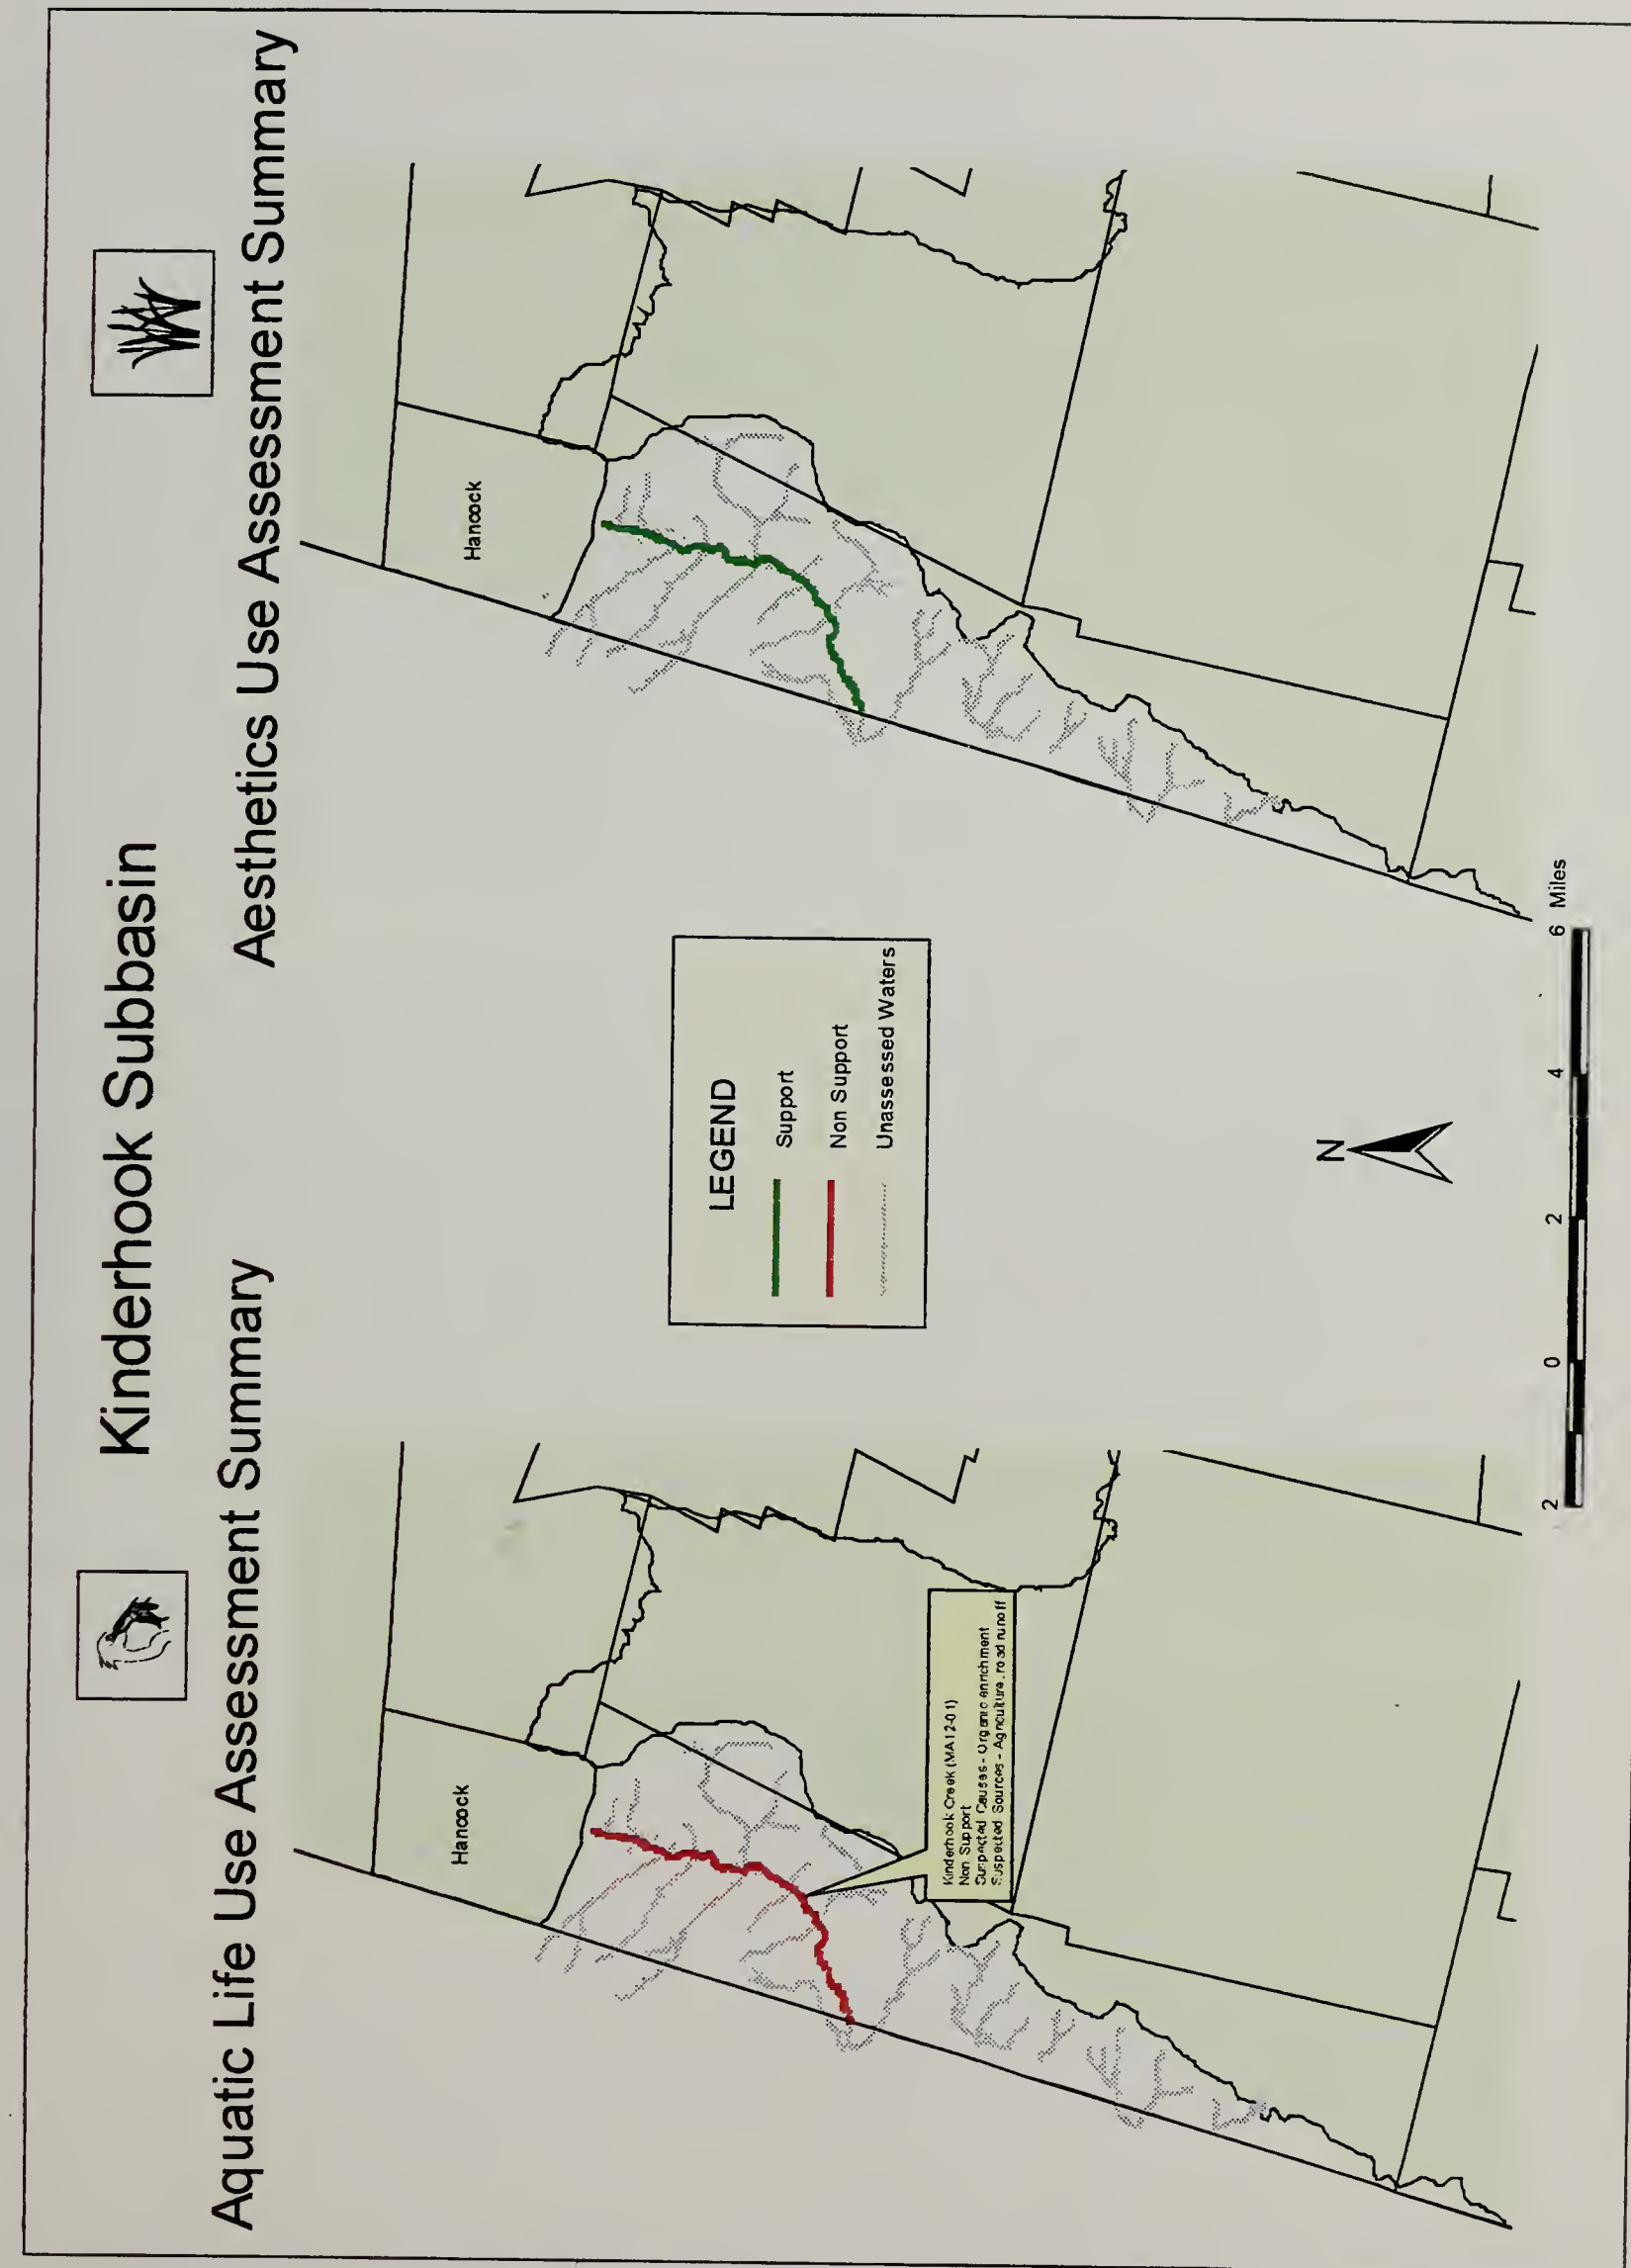 Kinderhook Subbasin
Aquatic Life Use Assessment Summary
Aesthetics Use Assessment Summary
Hancock
Kinderhook Creek (MA12-01)
Non Support
Suspected Causes - Organic enrichment
Suspected Sources - Agriculture, road runoff
LEGEND
Support
Non Support
Unassessed Waters
Hancock
N
2 0 2 4 6 Miles